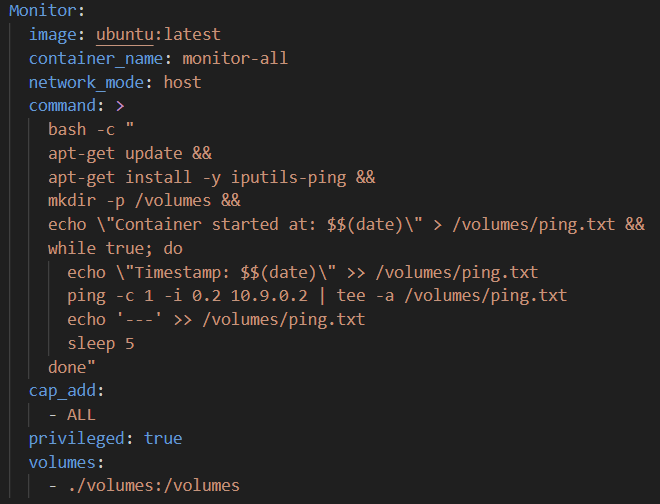 Monitor:
  image: ubuntu:latest
  container_name: monitor-all
  network_mode: host
  command: >
    bash -c "
    apt-get update &&
    apt-get install -y iputils-ping &&
    mkdir -p /volumes &&
    echo \"Container started at: $$(date)\" > /volumes/ping.txt &&
    while true; do
      echo \"Timestamp: $$(date)\" >> /volumes/ping.txt
      ping -c 1 -i 0.2 10.9.0.2 | tee -a /volumes/ping.txt
      echo '---' >> /volumes/ping.txt
      sleep 5
    done"
  cap_add:
    - ALL
  privileged: true
  volumes:
    - ./volumes:/volumes